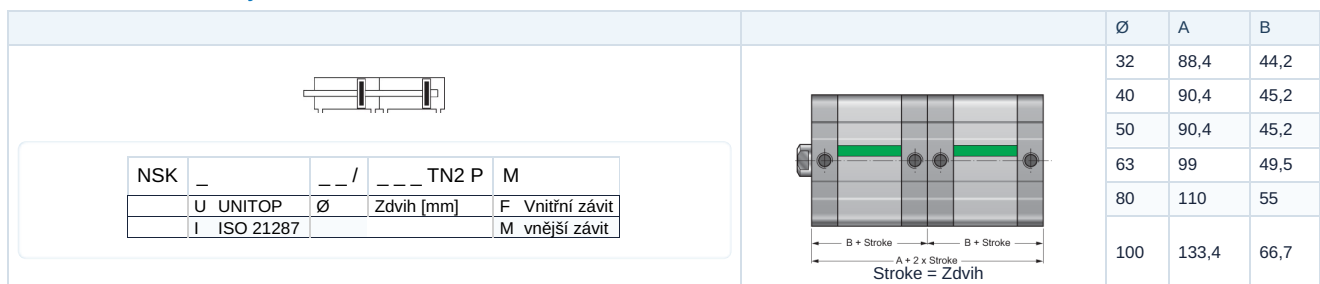 Ø A B
32 88,4 44,2
40 90,4 45,2
50 90,4 45,2
63 99 49,5
80 110 55
100 133,4 66,7
NSK _ _ _ / _ _ _ TN2 P M
U UNITOP Ø Zdvih [mm] F Vnitřní závit
I ISO 21287 M vnější závit
B + Stroke B + Stroke
A + 2 x Stroke
Stroke = Zdvih